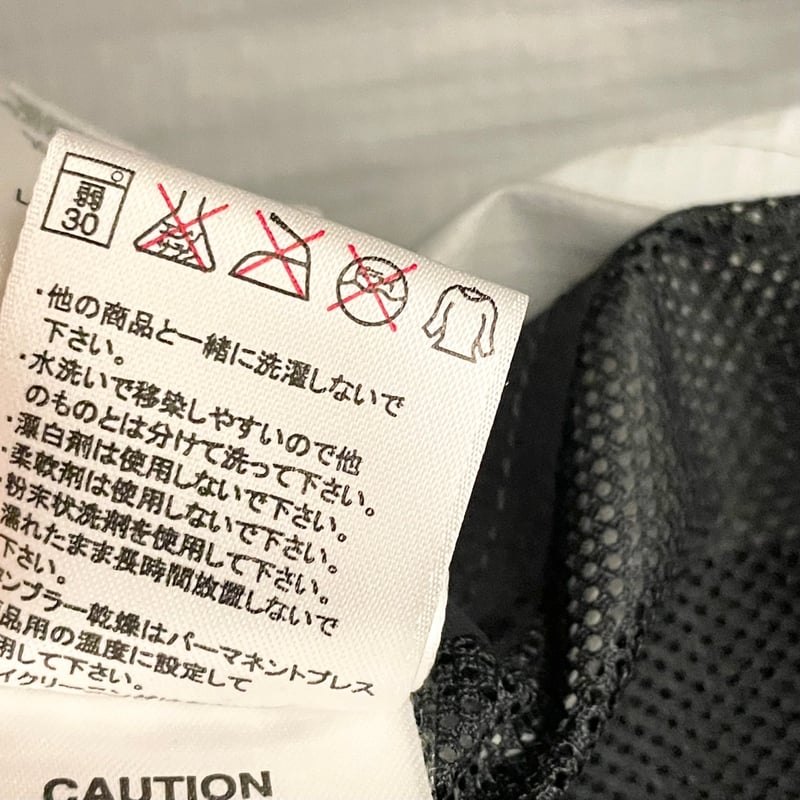 弱
30
・他の商品と一緒に洗濯しないで
下さい。
・水洗いで移染しやすいので他
のものとは分けて洗って下さい。
・漂白剤は使用しないで下さい。
・柔軟剤は使用しないで下さい。
・粉末状洗剤を使用して下さい。
濡れたまま長時間放置しないで
下さい。
ンブラー乾燥はパーマネントプレス
品用の温度に設定して
用して下さい。
イクリーニング
CAUTION